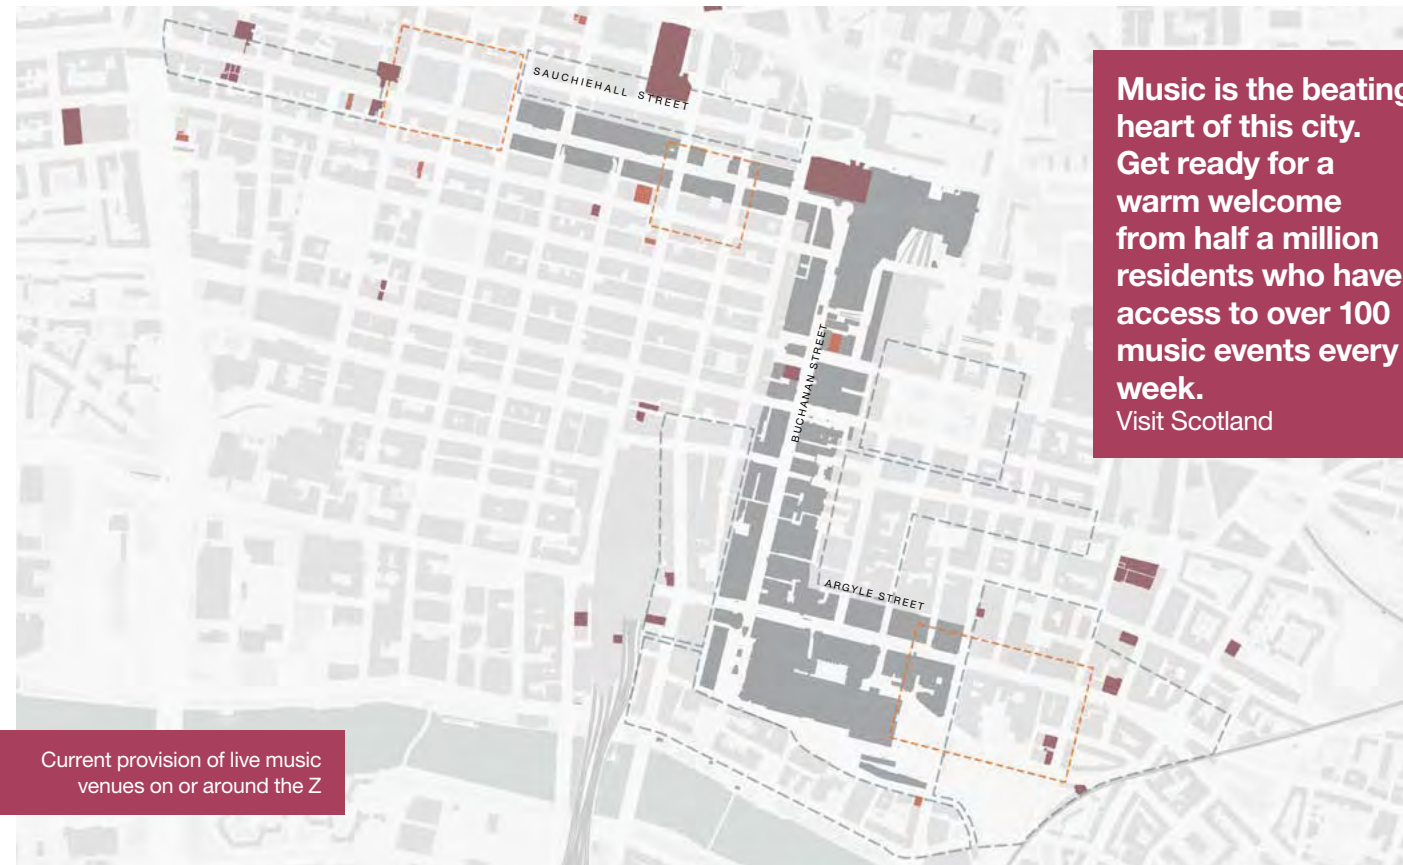 SAUCHIEHALL STREET
Music is the beating
heart of this city.
Get ready for a
warm welcome
from half a million
residents who have
access to over 100
music events every
week.
Visit Scotland
BUCHANAN STREET
ARGYLE STREET
Current provision of live music
venues on or around the Z